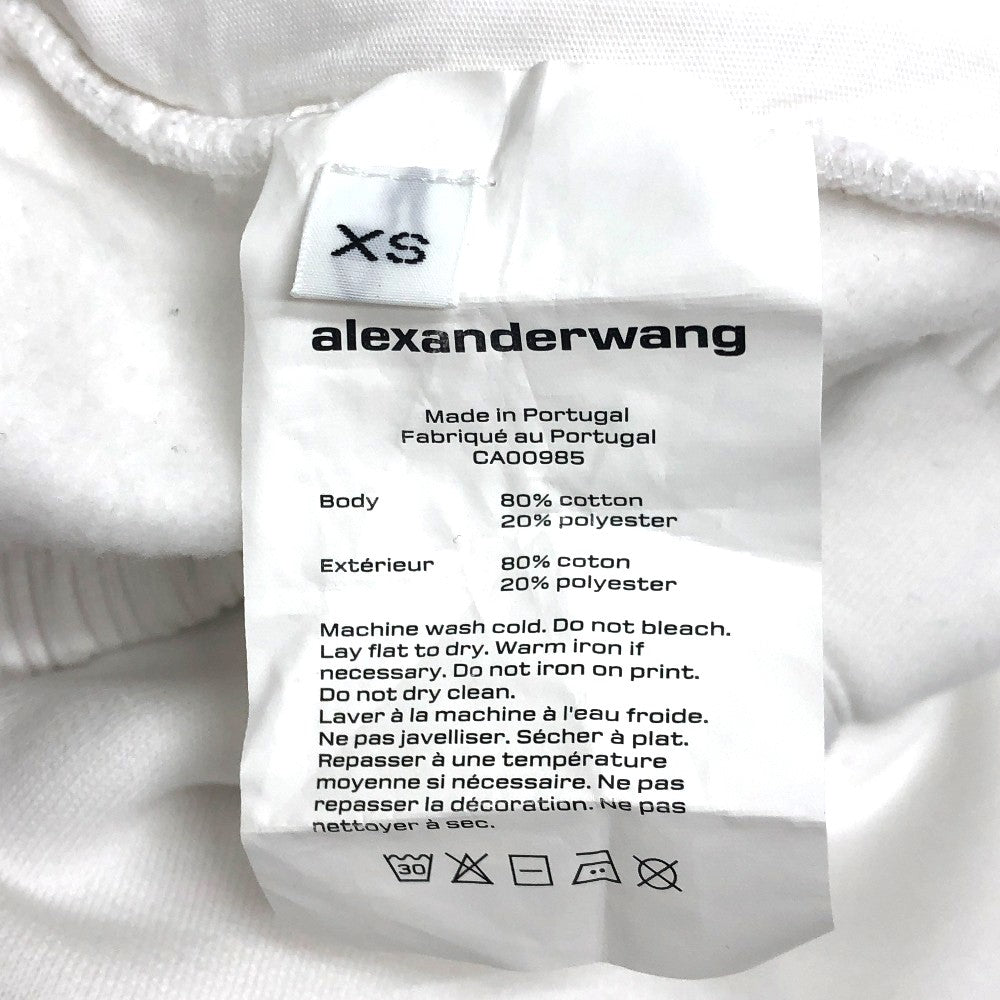 XS
alexanderwang
Made in Portugal
Fabriqué au Portugal
CA00985
Body 80% cotton
20% polyester
Extérieur 80% coton
20% polyester
Machine wash cold. Do not bleach.
Lay flat to dry. Warm iron if
necessary. Do not iron on print.
Do not dry clean.
Laver à la machine à l'eau froide.
Ne pas javelliser. Sécher à plat.
Repasser à une température
moyenne si nécessaire. Ne pas
repasser la décoration. Ne pas
nettoyer à sec.
30